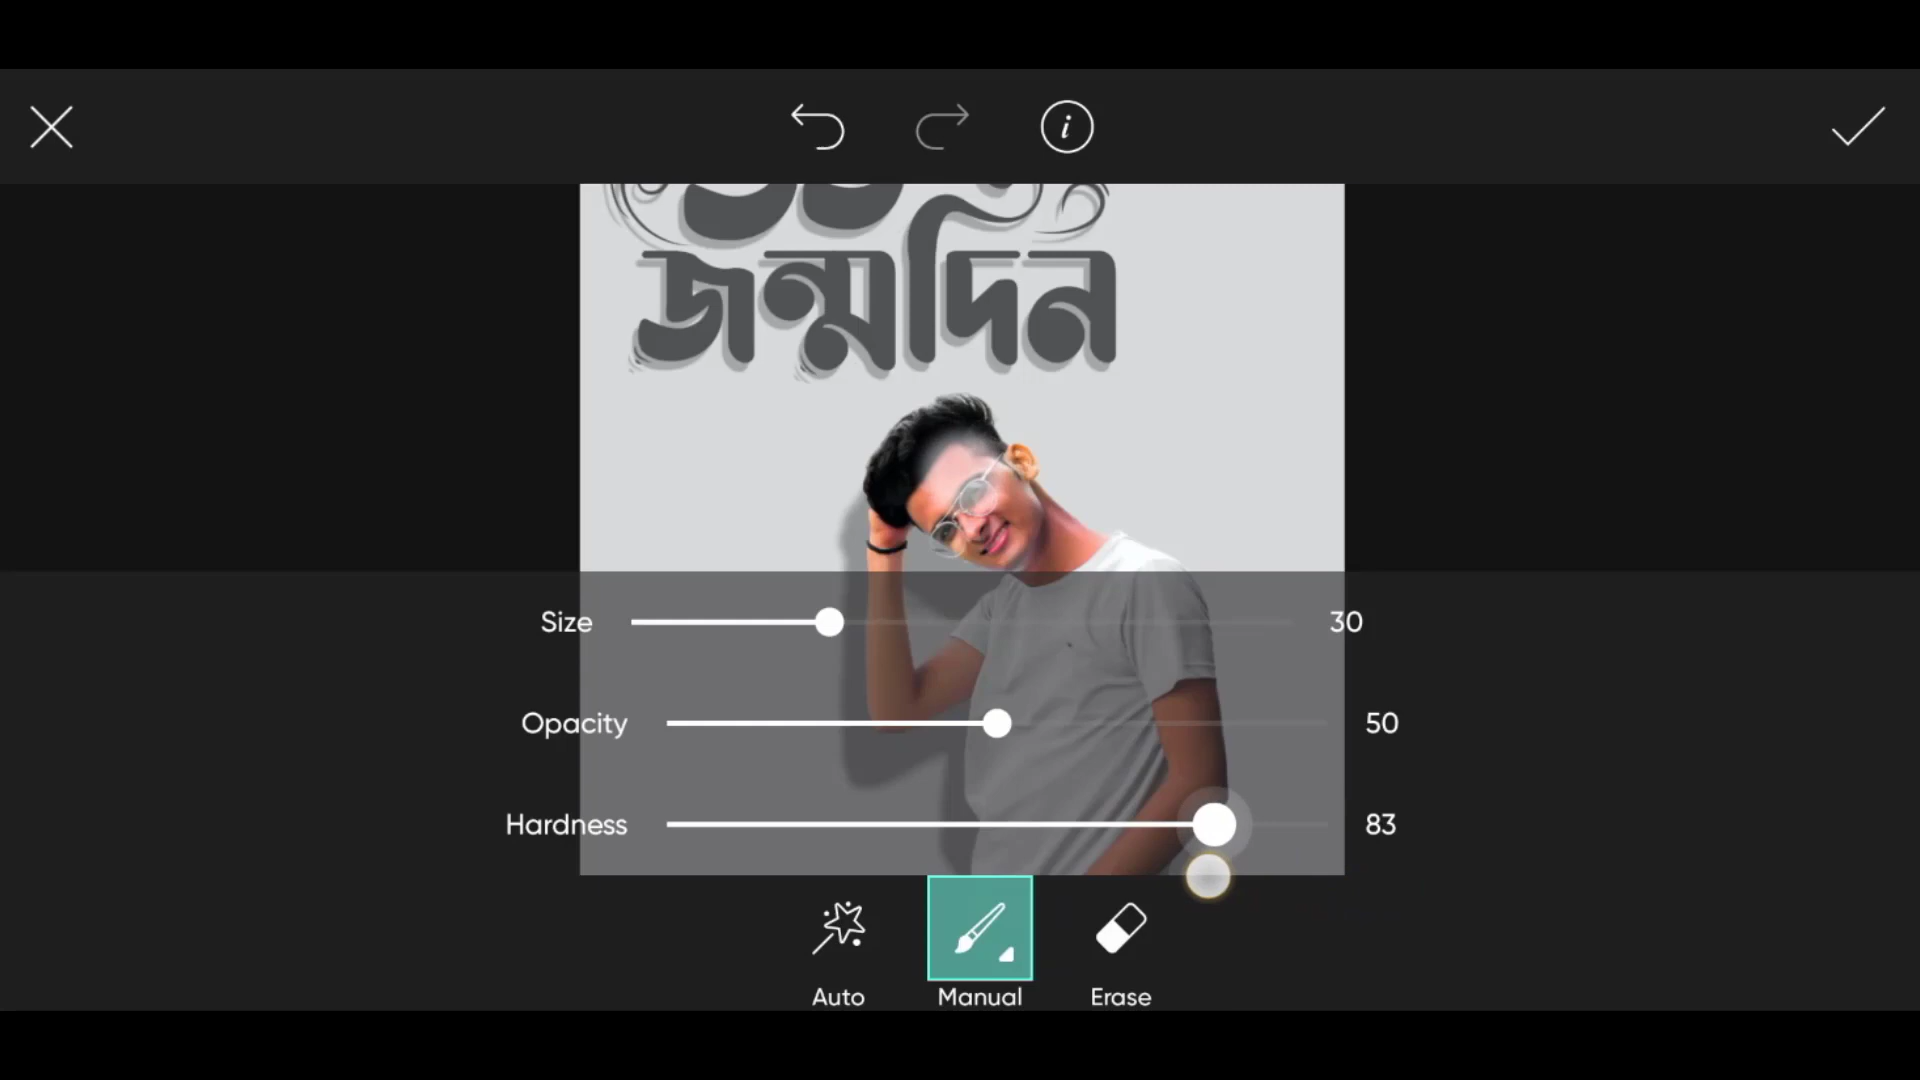 জন্মদিন
Size 30
Opacity 50
Hardness 83
Auto Manual Erase